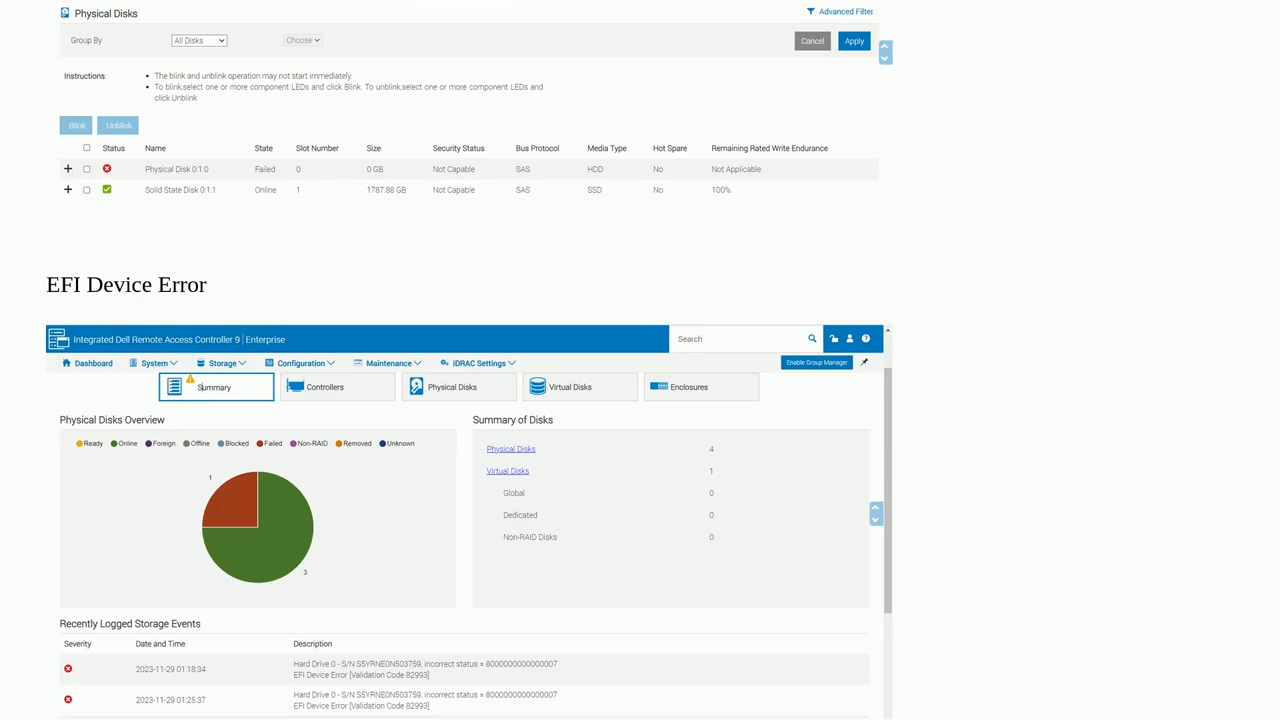 Physical Disks
Advanced Filter
Group By All Disks Choose Cancel Apply
Instructions: • The blink and unblink operation may not start immediately.
• To blink,select one or more component LEDs and click Blink. To unblink,select one or more component LEDs and
click Unblink
Blink Unblink
Status Name State Slot Number Size Security Status Bus Protocol Media Type Hot Spare Remaining Rated Write Endurance
+ Physical Disk 0:1:0 Failed 0 0 GB Not Capable SAS HDD No Not Applicable
+ Solid State Disk 0:1:1 Online 1 1787.88 GB Not Capable SAS SSD No 100%
EFI Device Error
Integrated Dell Remote Access Controller 9 | Enterprise Search
Dashboard System Storage Configuration Maintenance iDRAC Settings Enable Group Manager
Summary Controllers Physical Disks Virtual Disks Enclosures
Physical Disks Overview
Ready Online Foreign Offline Blocked Failed Non-RAID Removed Unknown
1
3
Summary of Disks
Physical Disks 4
Virtual Disks 1
Global 0
Dedicated 0
Non-RAID Disks 0
Recently Logged Storage Events
Severity Date and Time Description
2023-11-29 01:18:34 Hard Drive 0 - S/N S5YRNE0N503759, incorrect status = 8000000000000007
EFI Device Error [Validation Code 82993]
2023-11-29 01:25:37 Hard Drive 0 - S/N S5YRNE0N503759, incorrect status = 8000000000000007
EFI Device Error [Validation Code 82993]